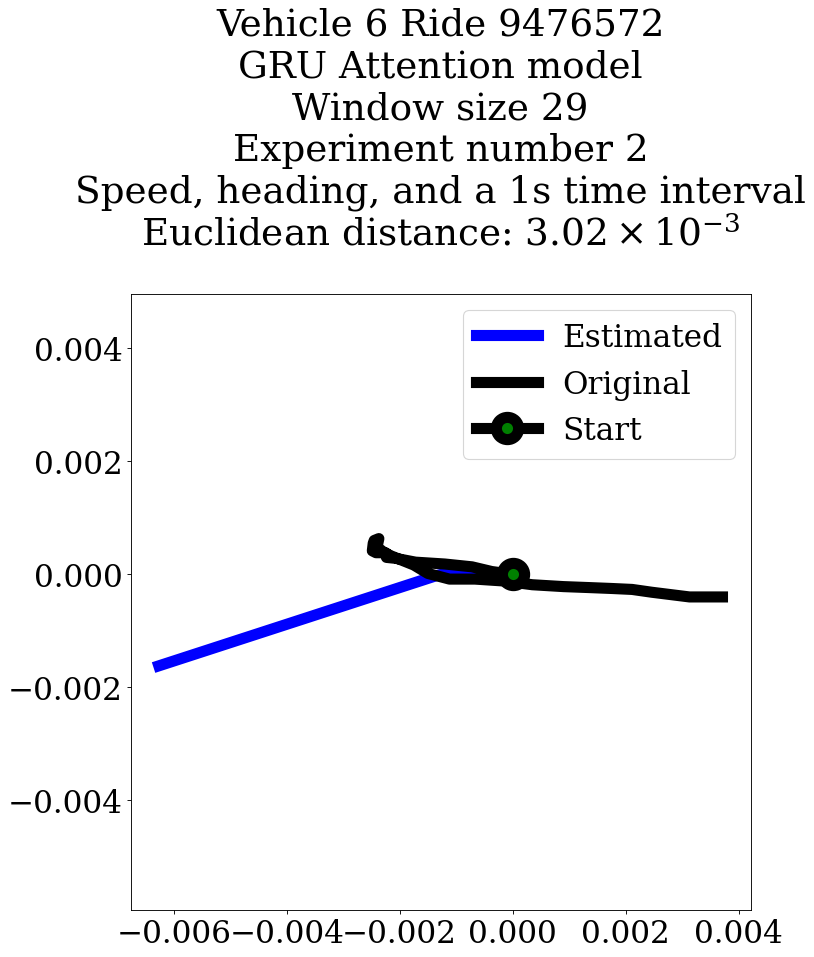 Vehicle 6 Ride 9476572
GRU Attention model
Window size 29
Experiment number 2
Speed, heading, and a 1s time interval
Euclidean distance: 3.02 × 10⁻³
Estimated
Original
Start
0.004
0.002
0.000
−0.002
−0.004
−0.006 −0.004 −0.002 0.000 0.002 0.004